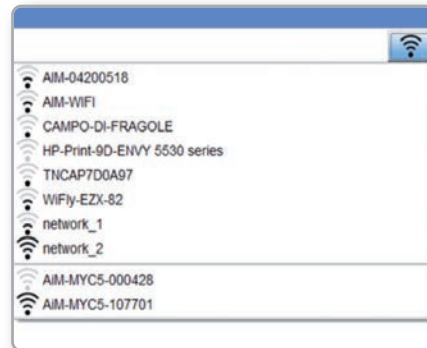 AiM-04200518
AIM-WIFI
CAMPO-DI-FRAGOLE
HP-Print-9D-ENVY 5530 series
TNCAP7D0A97
WiFly-EZX-82
network_1
network_2
AiM-MYC5-000428
AiM-MYC5-107701